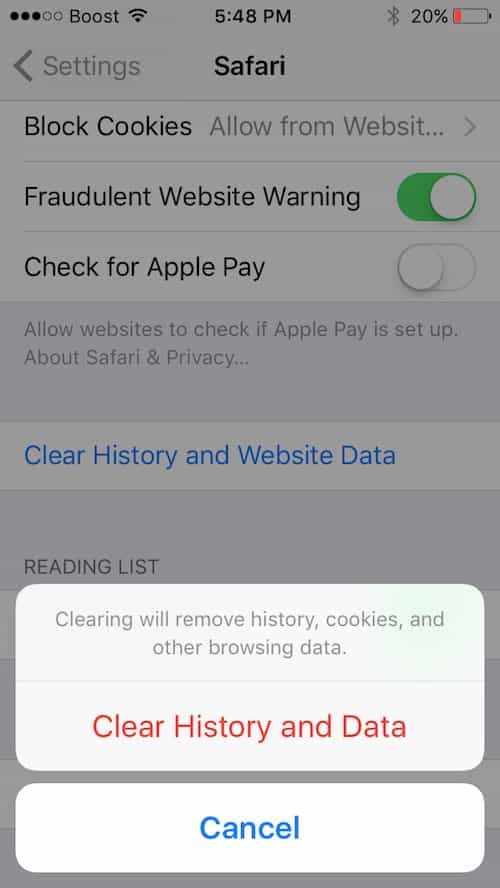 Boost 5:48 PM 20%
Settings Safari
Block Cookies Allow from Websit...
Fraudulent Website Warning
Check for Apple Pay
Allow websites to check if Apple Pay is set up.
About Safari & Privacy...
Clear History and Website Data
READING LIST
Clearing will remove history, cookies, and
other browsing data.
Clear History and Data
Cancel